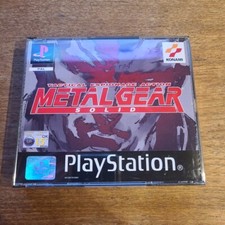 KONAMI
TACTICAL ESPIONAGE ACTION
METAL GEAR
SOLID
PlayStation